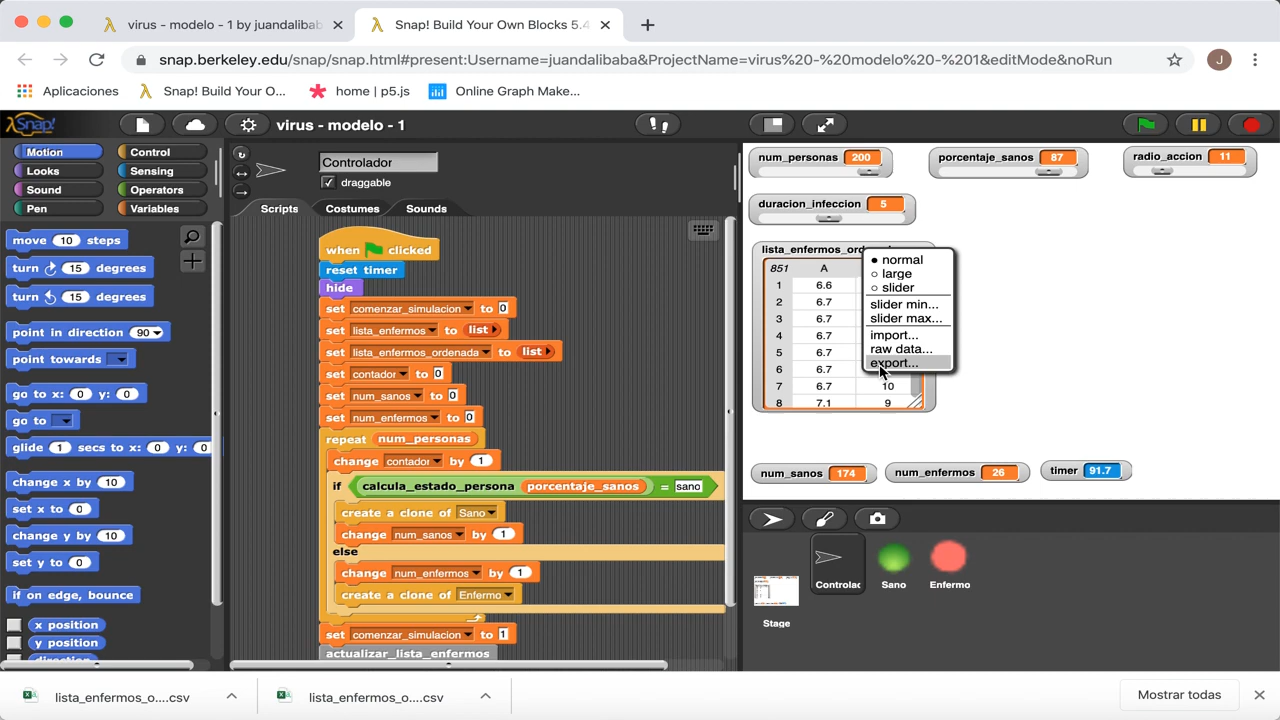 virus - modelo - 1 by juandalibab
Snap! Build Your Own Blocks 5.4
snap.berkeley.edu/snap/snap.html#present:Username=juandalibaba&ProjectName=virus%20-%20modelo%20-%201&editMode&noRun
J
Aplicaciones
Snap! Build Your O...
home | p5.js
Online Graph Make...
Snap!
virus - modelo - 1
Motion
Control
Looks
Sensing
Sound
Operators
Pen
Variables
move 10 steps
turn 15 degrees
turn 15 degrees
point in direction 90
point towards
go to x: 0 y: 0
go to
glide 1 secs to x: 0 y: 0
change x by 10
set x to 0
change y by 10
set y to 0
if on edge, bounce
x position
y position
Controlador
draggable
Scripts
Costumes
Sounds
when clicked
reset timer
hide
set comenzar_simulacion to 0
set lista_enfermos to list
set lista_enfermos_ordenada to list
set contador to 0
set num_sanos to 0
set num_enfermos to 0
repeat num_personas
change contador by 1
if calcula_estado_persona porcentaje_sanos = sano
create a clone of Sano
change num_sanos by 1
else
change num_enfermos by 1
create a clone of Enfermo
set comenzar_simulacion to 1
actualizar_lista_enfermos
num_personas 200
porcentaje_sanos 87
radio_accion 11
duracion_infeccion 5
851 A
1 6.6
2 6.7
3 6.7
4 6.7
5 6.7
6 6.7
7 6.7 10
8 7.1 9
normal
large
slider
slider min...
slider max...
import...
raw data...
export...
num_sanos 174
num_enfermos 26
timer 91.7
Stage
Controlac
Sano
Enfermo
lista_enfermos_o....csv
lista_enfermos_o....csv
Mostrar todas